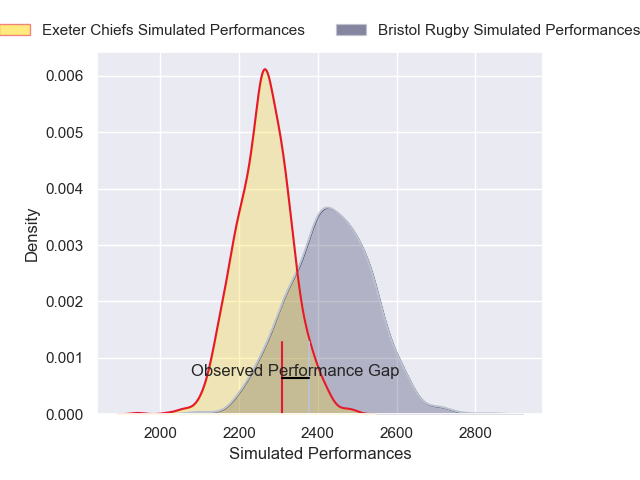 Exeter Chiefs Simulated Performances
Bristol Rugby Simulated Performances
0.006
0.005
0.004
0.003
0.002
0.001
0.000
Density
Observed Performance Gap
2000 2200 2400 2600 2800
Simulated Performances